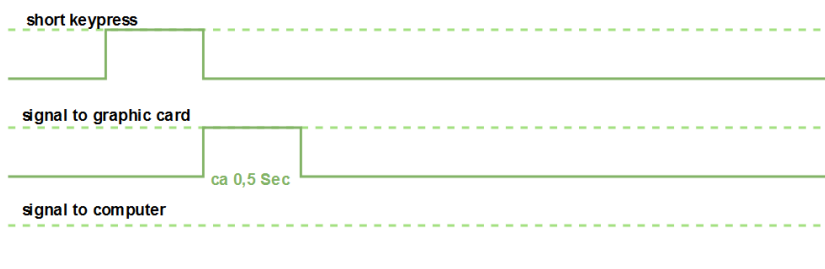 short keypress
signal to graphic card
ca 0,5 Sec
signal to computer